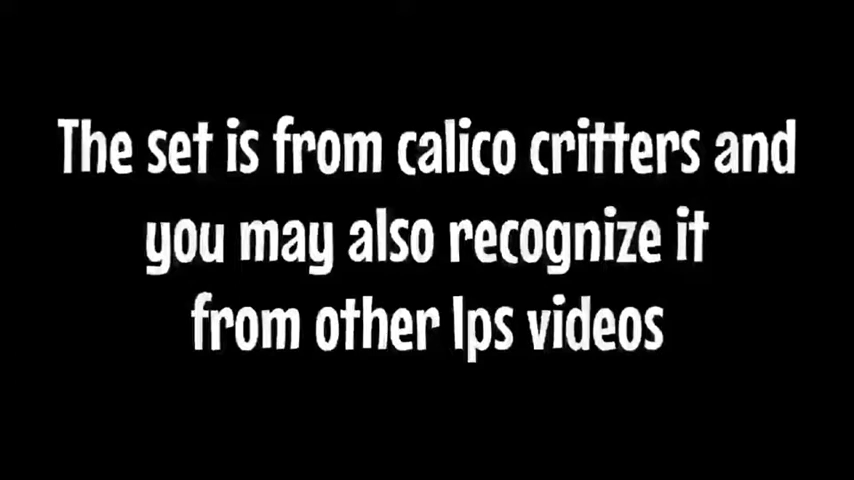 The set is from calico critters and
you may also recognize it
from other lps videos